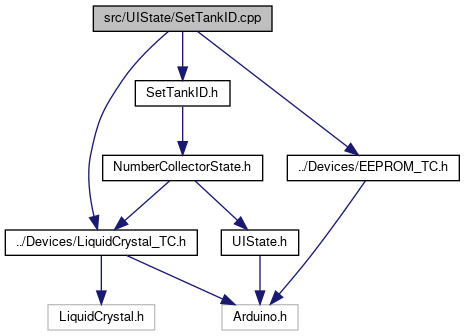 src/UIState/SetTankID.cpp
SetTankID.h
NumberCollectorState.h
../Devices/EEPROM_TC.h
../Devices/LiquidCrystal_TC.h
UIState.h
LiquidCrystal.h
Arduino.h